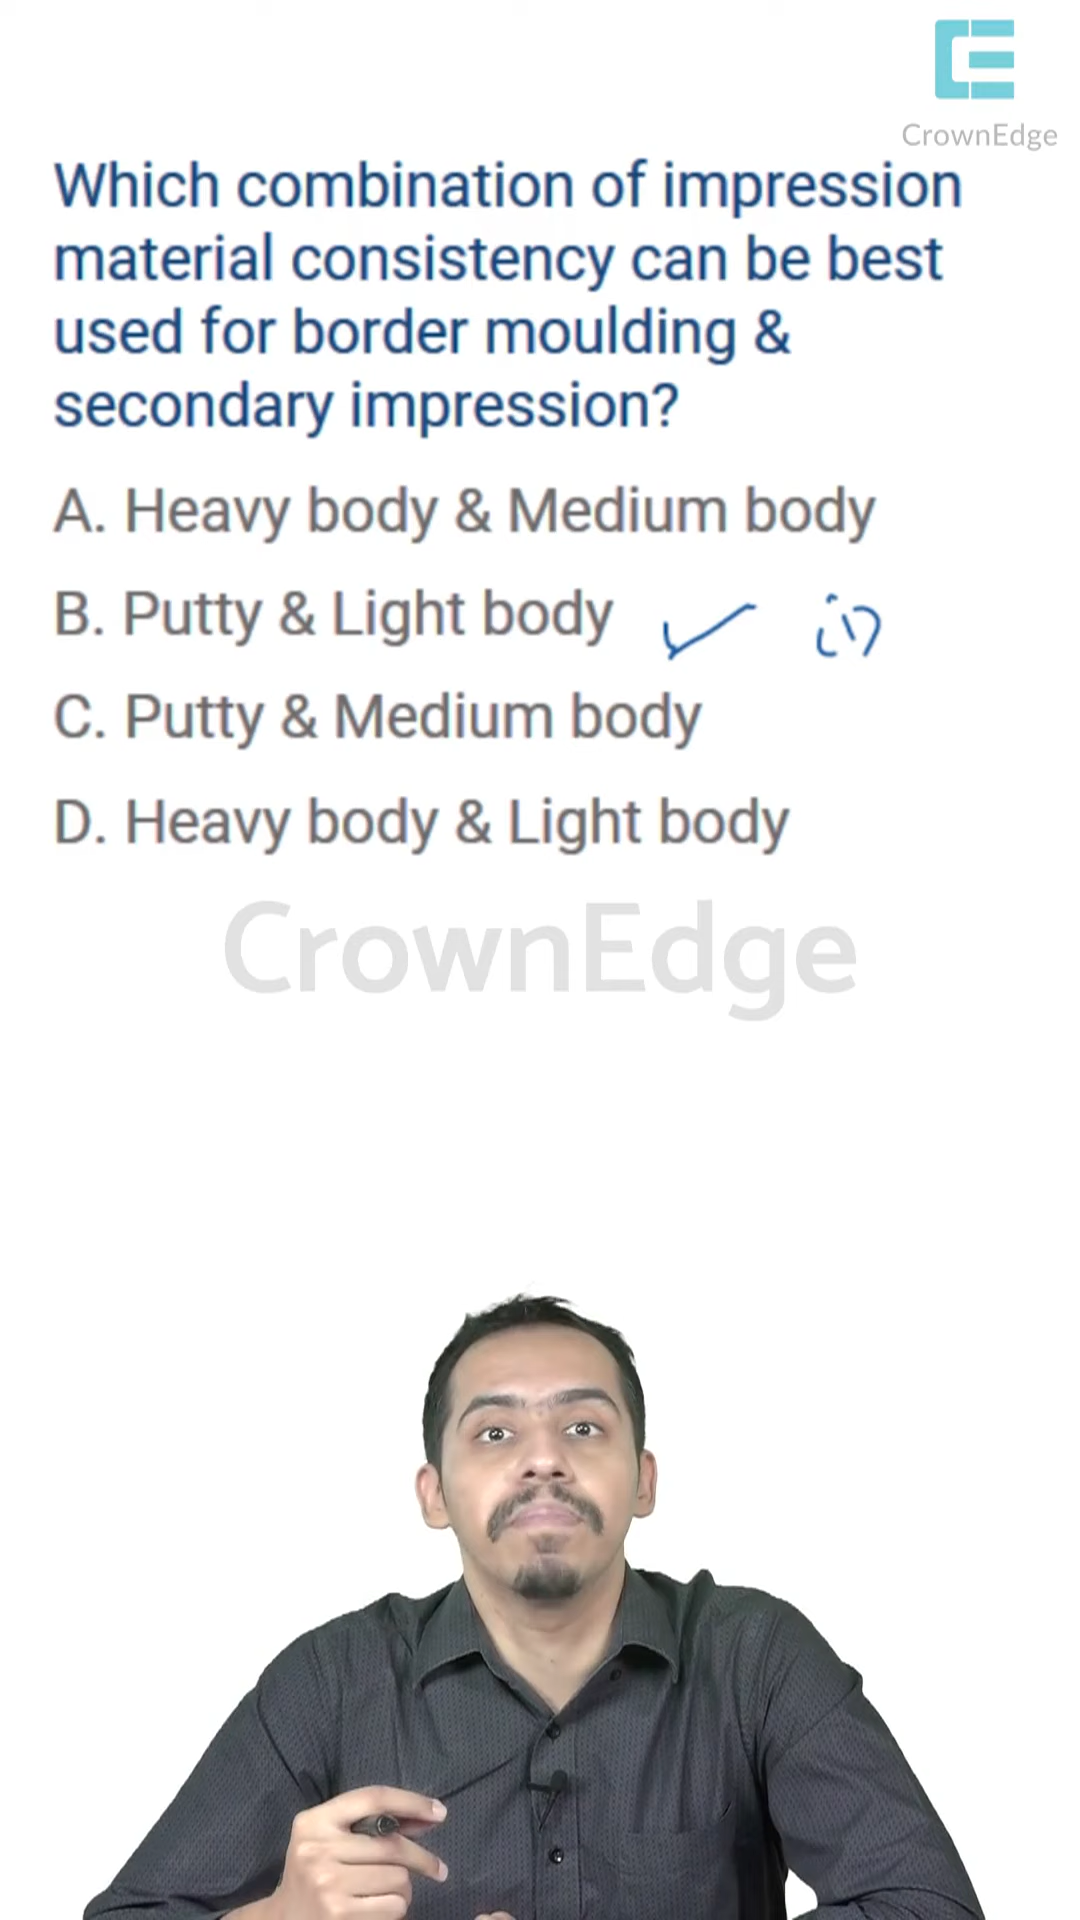 CrownEdge
Which combination of impression
material consistency can be best
used for border moulding &
secondary impression?
A. Heavy body & Medium body
B. Putty & Light body
(1)
C. Putty & Medium body
D. Heavy body & Light body
CrownEdge